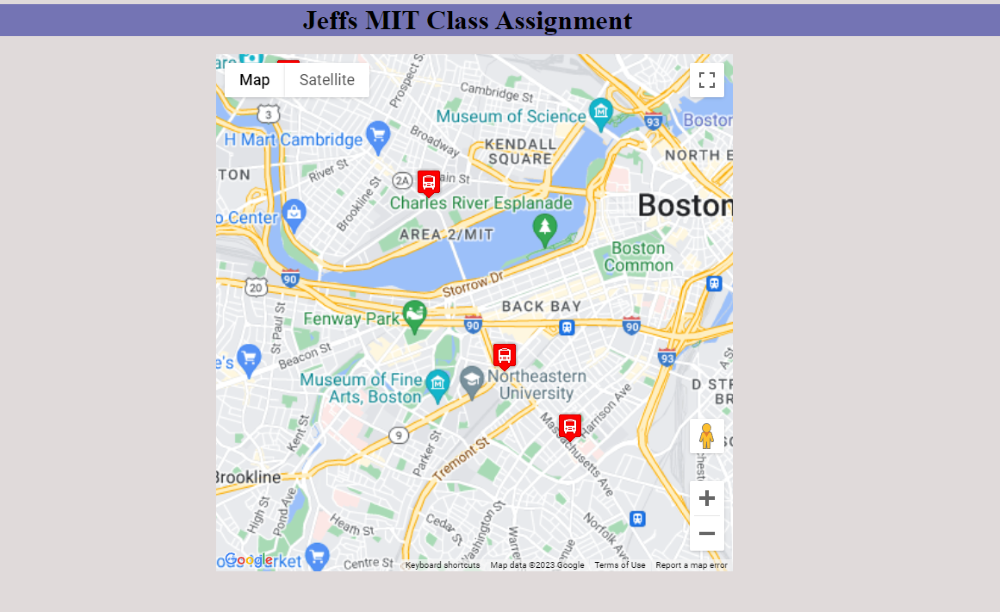 Jeffs MIT Class Assignment
Map
Satellite
Prospect S
Cambridge St
3
Museum of Science
93
Boston
H Mart Cambridge
Broadway
KENDALL
SQUARE
NORTH E
TON
River St
2A
ain St
Brookline St
Charles River Esplanade
Boston
o Center
AREA 2/MIT
Boston
Common
90
20
Storrow Dr
BACK BAY
St Paul St
Fenway Park
90
90
93
e's
Beacon St
Museum of Fine
Arts, Boston
Northeastern
University
D STR
BR
Harrison Ave
Massachusetts Ave
9
Kent St
Parker St
Tremont St
Brookline
High St
Pond Ave
Heath St
Cedar St
Washington St
Warre
enue
Norfolk Ave
chest
Centre St
Google
rket
Keyboard shortcuts
Map data ©2023 Google
Terms of Use
Report a map error